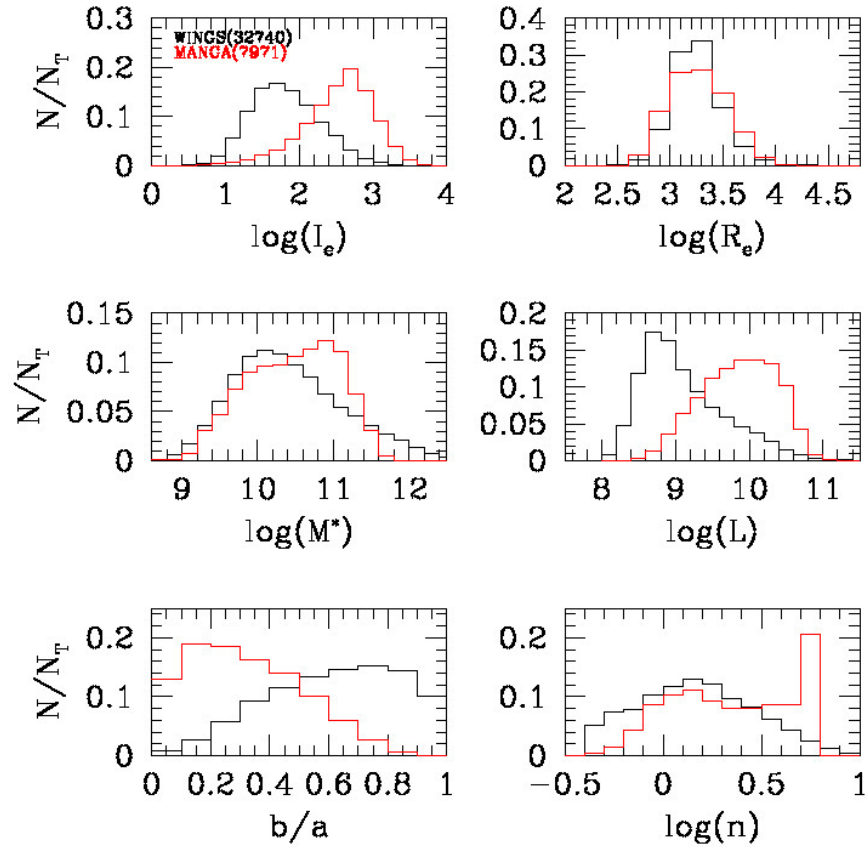 0.3
0.2
0.1
0
N/N_T
WINGS(32740)
MANGA(7971)
0 1 2 3 4
log(I_e)
0.4
0.3
0.2
0.1
0
2 2.5 3 3.5 4 4.5
log(R_e)
0.15
0.1
0.05
0
N/N_T
9 10 11 12
log(M*)
0.2
0.15
0.1
0.05
0
8 9 10 11
log(L)
0.2
0.1
0
N/N_T
0 0.2 0.4 0.6 0.8 1
b/a
0.2
0.1
0
−0.5 0 0.5 1
log(n)